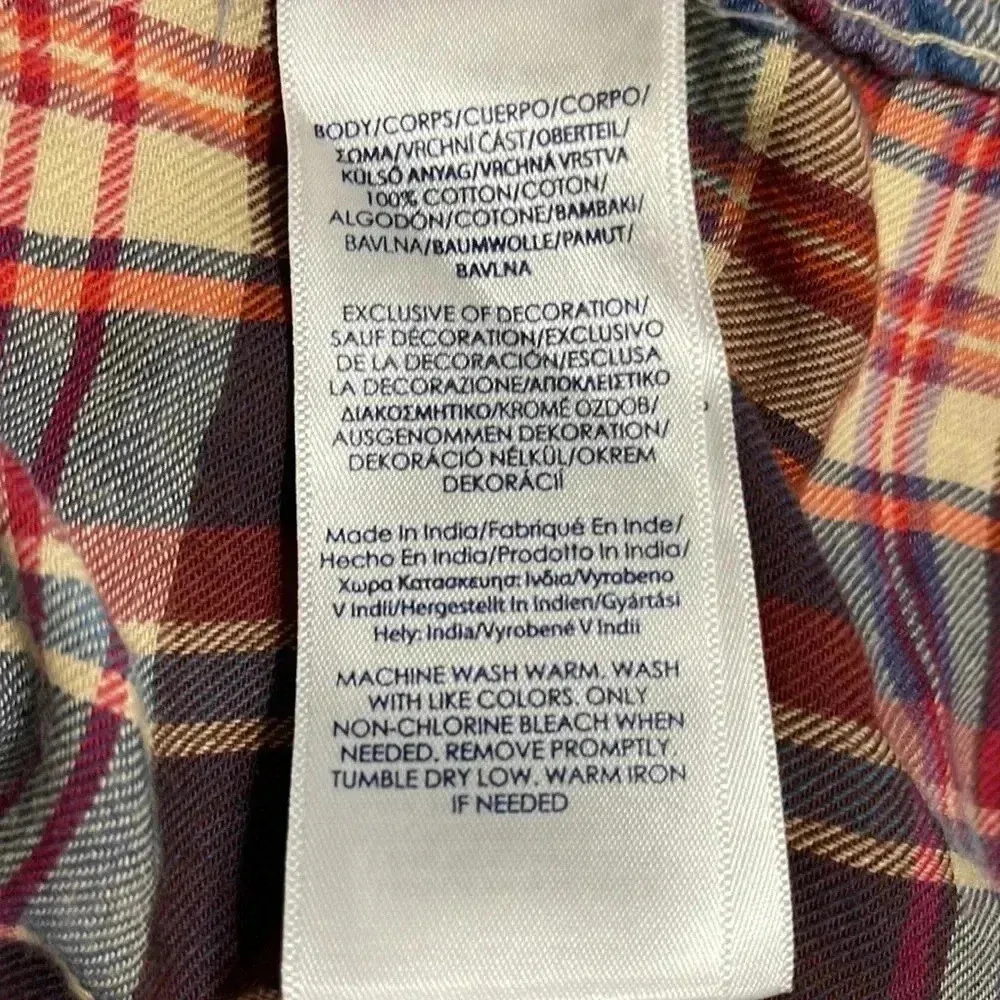 BODY/CORPS/CUERPO/CORPO/
ΣΩΜΑ/VRCHNÍ ČÁST/OBERTEIL/
KÜLSŐ ANYAG/VRCHNÁ VRSTVA
100% COTTON/COTON/
ALGODÓN/COTONE/ΒΑΜΒΑΚΙ/
BAVLNA/BAUMWOLLE/PAMUT/
BAVLNA
EXCLUSIVE OF DECORATION/
SAUF DÉCORATION/EXCLUSIVO
DE LA DECORACIÓN/ESCLUSA
LA DECORAZIONE/ΑΠΟΚΛΕΙΣΤΙΚΟ
ΔΙΑΚΟΣΜΗΤΙΚΟ/KROMĚ OZDOB/
AUSGENOMMEN DEKORATION/
DEKORÁCIÓ NÉLKÜL/OKREM
DEKORÁCIÍ
Made In India/Fabriqué En Inde/
Hecho En India/Prodotto In India/
Χωρα Κατασκευης: Ινδια/Vyrobeno
V Indii/Hergestellt In Indien/Gyártási
Hely: India/Vyrobené V Indii
MACHINE WASH WARM. WASH
WITH LIKE COLORS. ONLY
NON-CHLORINE BLEACH WHEN
NEEDED. REMOVE PROMPTLY.
TUMBLE DRY LOW. WARM IRON
IF NEEDED